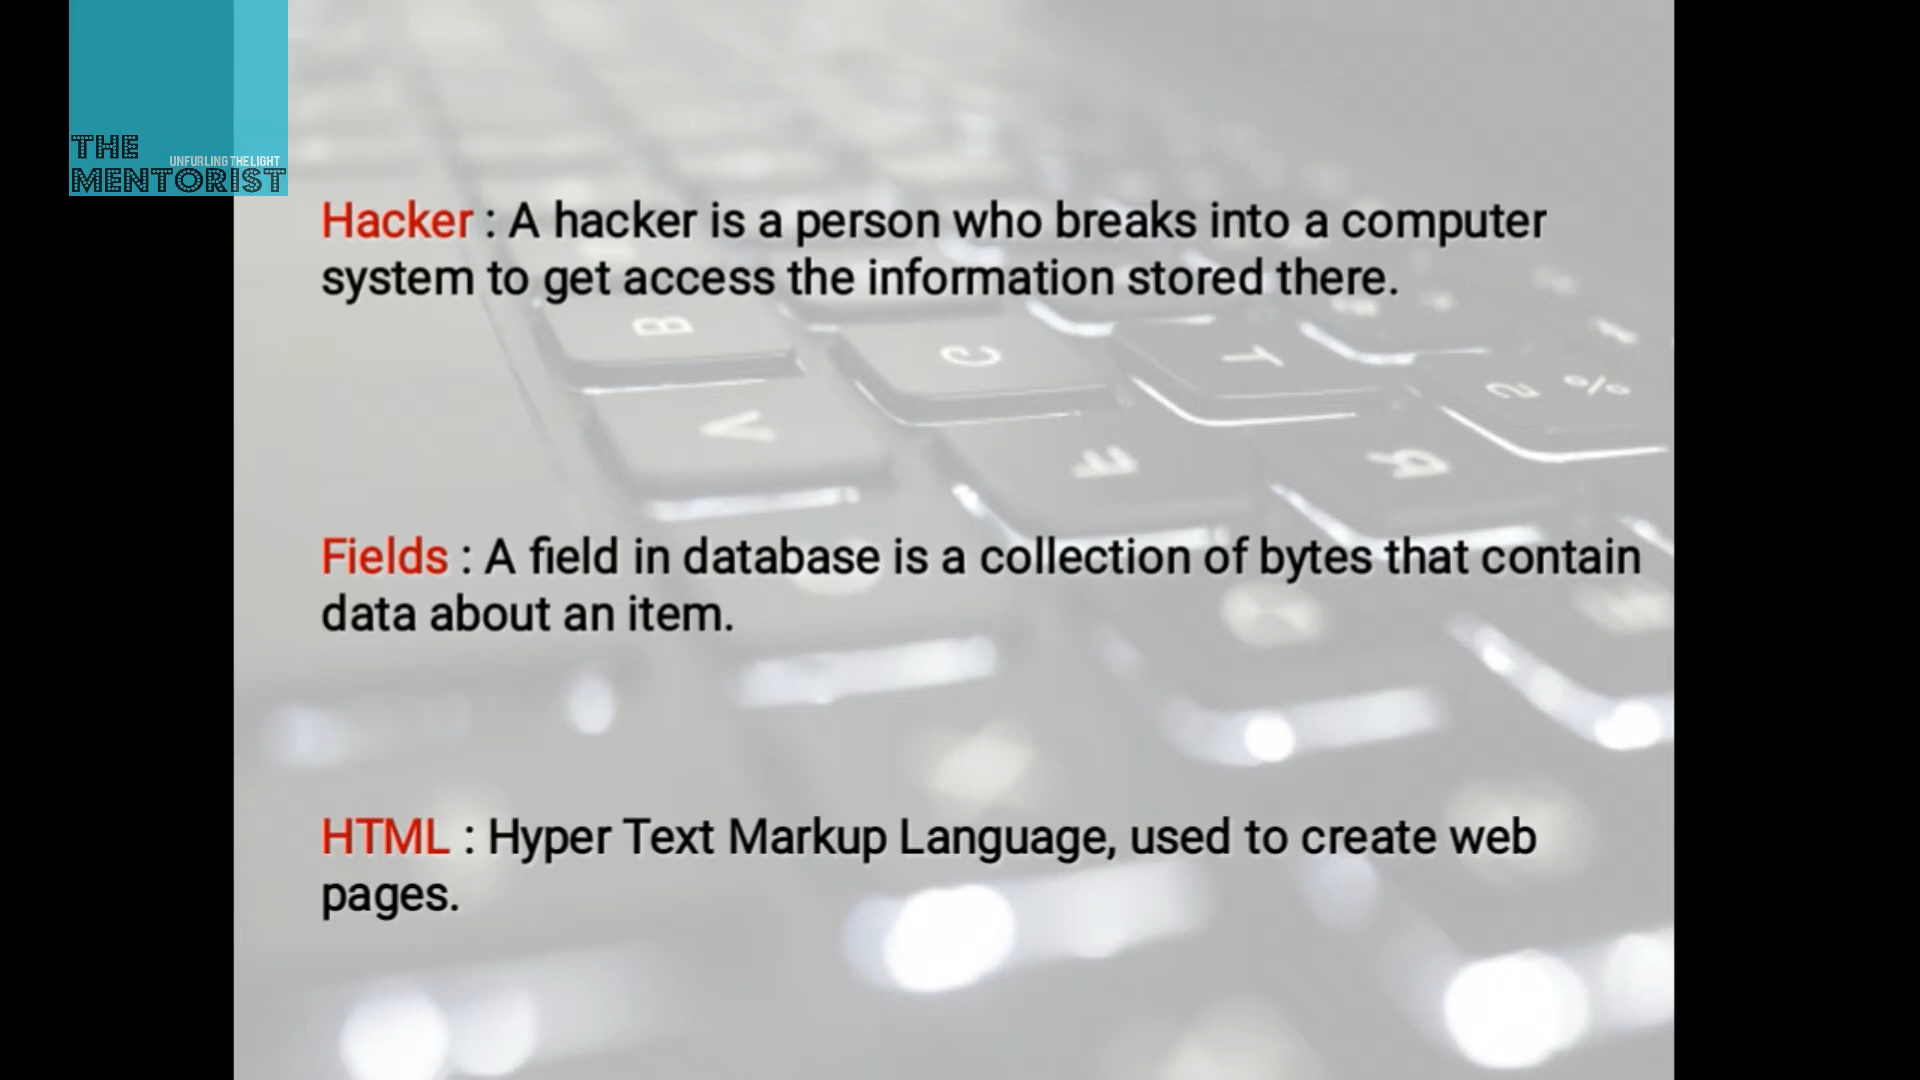 THE
UNFURLING THE LIGHT
MENTORIST
Hacker : A hacker is a person who breaks into a computer
system to get access the information stored there.
B
C
T
5 %
V
F
R
Fields : A field in database is a collection of bytes that contain
data about an item.
HTML : Hyper Text Markup Language, used to create web
pages.